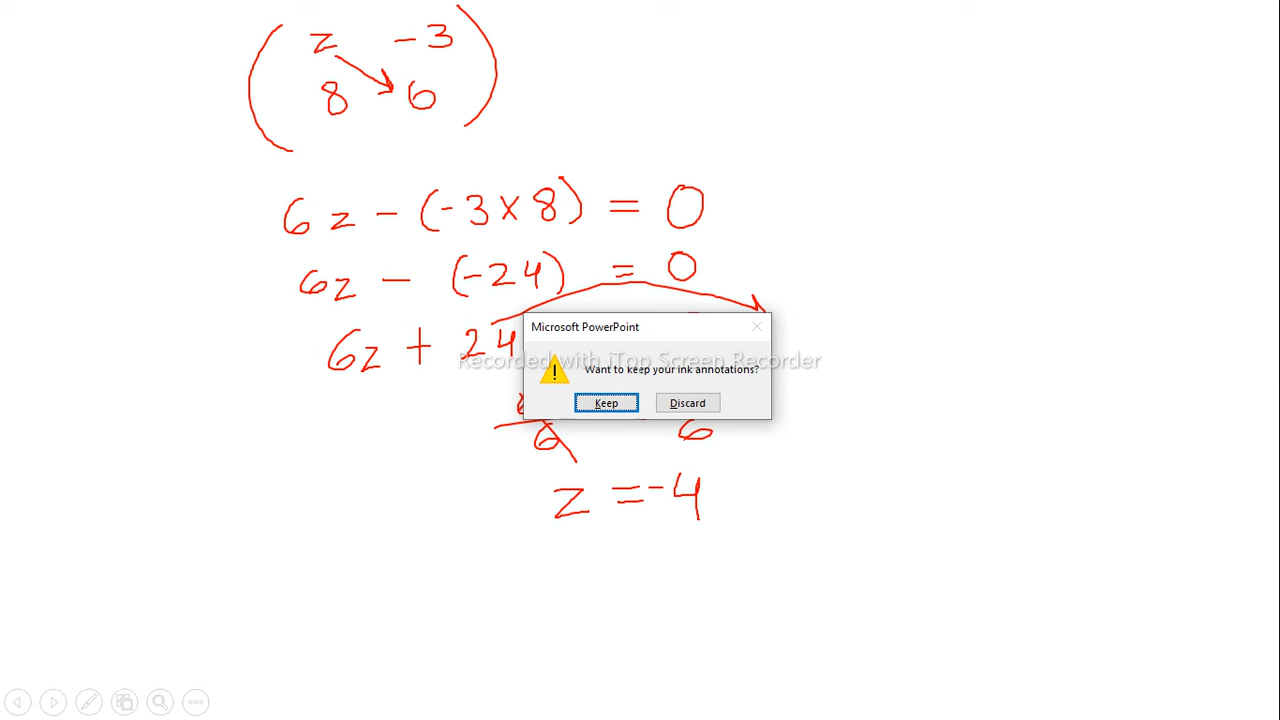 z -3
8 6
6z - (-3 x 8) = 0
6z - (-24) = 0
6z + 24
Microsoft PowerPoint
Recorded with iTop Screen Recorder
Want to keep your ink annotations?
Keep Discard
6 6
z = -4